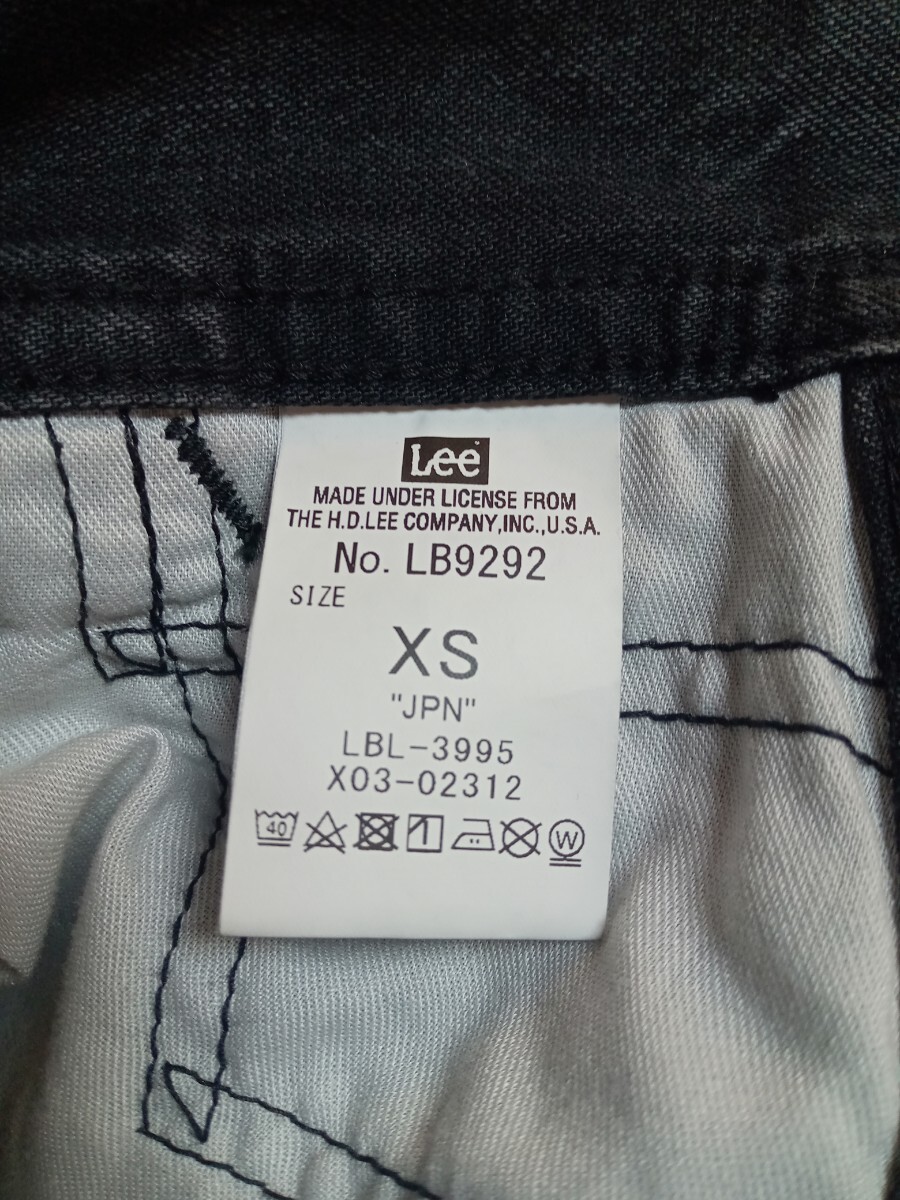 Lee
MADE UNDER LICENSE FROM
THE H.D.LEE COMPANY,INC.,U.S.A.
No. LB9292
SIZE
XS
"JPN"
LBL-3995
X03-02312
40
W